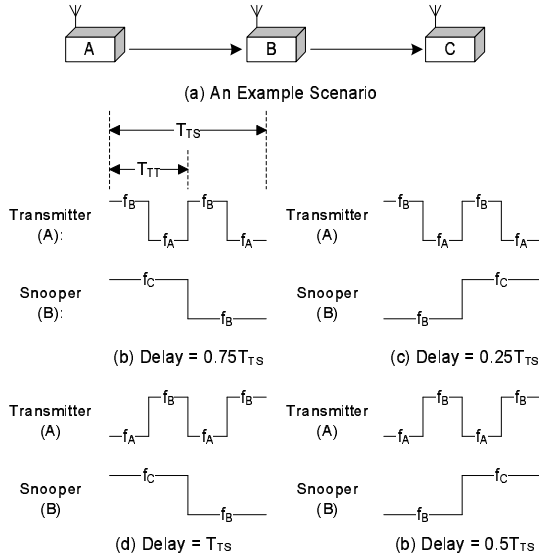 A B C
(a) An Example Scenario
T_TS
T_TT
f_B f_B
Transmitter
(A):
f_A f_A
f_B f_B
Transmitter
(A)
f_A f_A
f_C
Snooper
(B):
f_B
f_C
Snooper
(B)
f_B
(b) Delay = 0.75T_TS
(c) Delay = 0.25T_TS
f_B f_B
Transmitter
(A)
f_A f_A
f_B f_B
Transmitter
(A)
f_A f_A
f_C
Snooper
(B)
f_B
f_C
Snooper
(B)
f_B
(d) Delay = T_TS
(b) Delay = 0.5T_TS